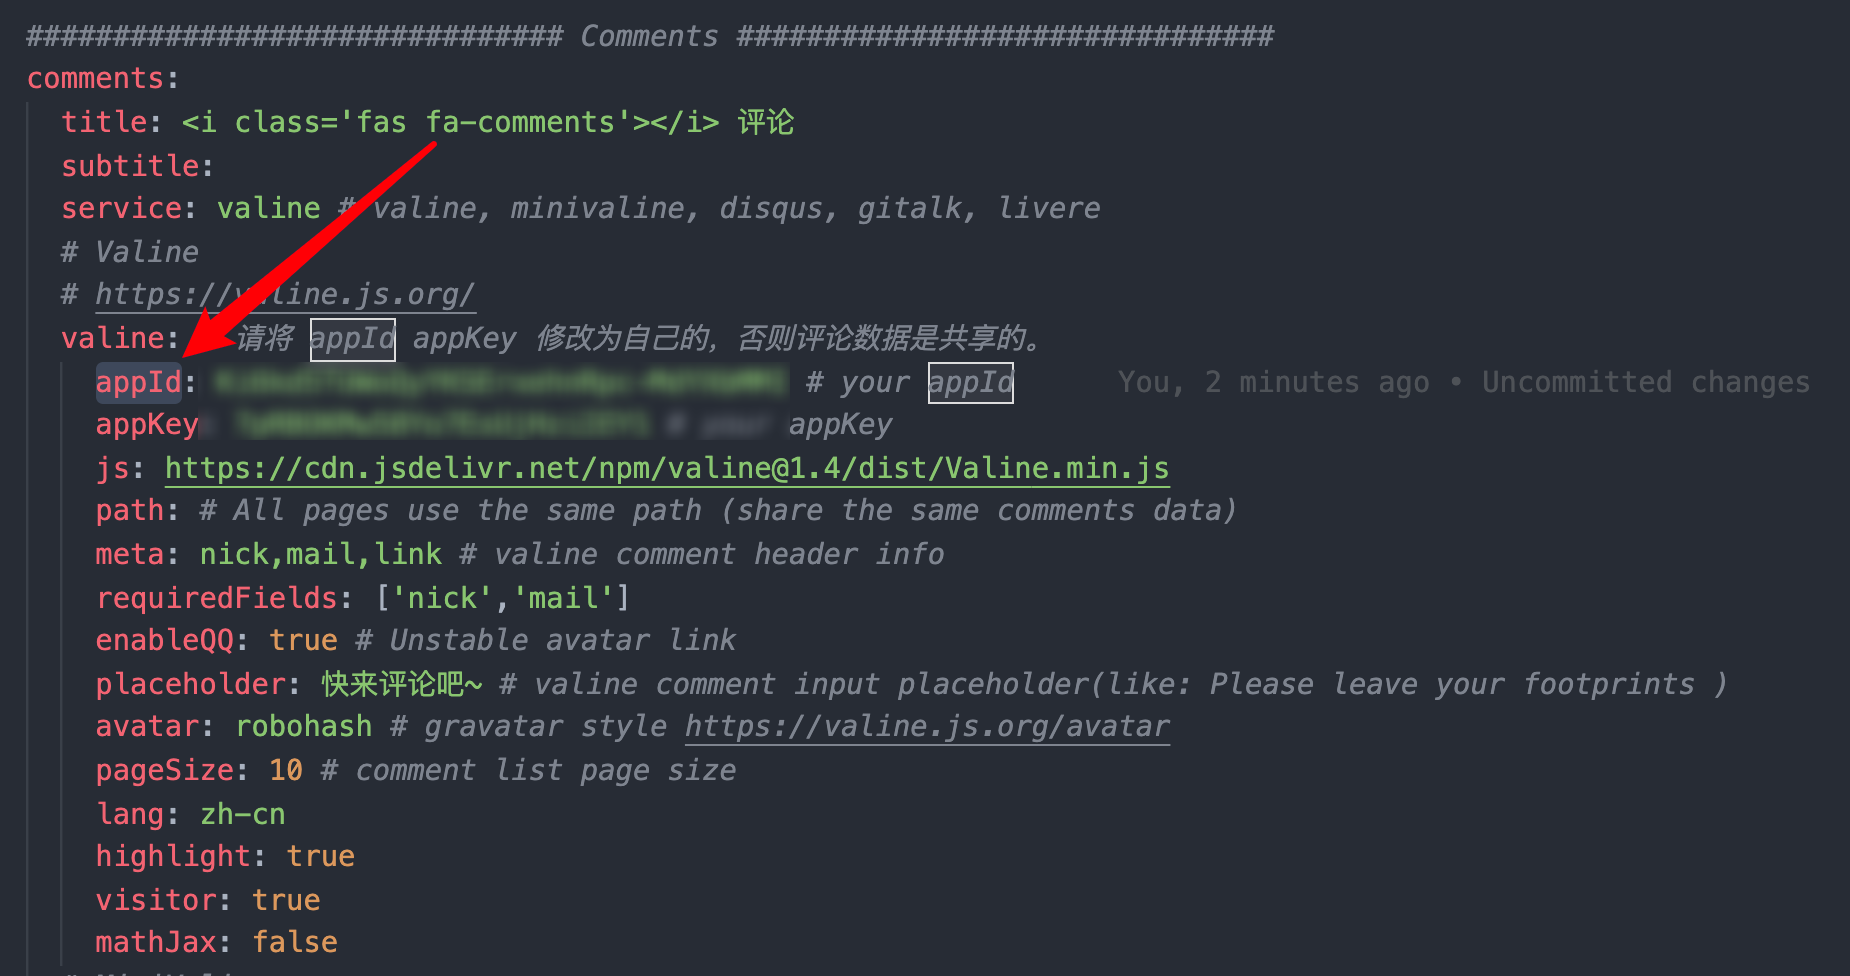 ############################### Comments ###############################
comments:
title: <i class='fas fa-comments'></i> 评论
subtitle:
service: valine # valine, minivaline, disqus, gitalk, livere
# Valine
# https://valine.js.org/
valine: 请将 appId appKey 修改为自己的，否则评论数据是共享的。
appId: # your appId You, 2 minutes ago • Uncommitted changes
appKey # your appKey
js: https://cdn.jsdelivr.net/npm/valine@1.4/dist/Valine.min.js
path: # All pages use the same path (share the same comments data)
meta: nick,mail,link # valine comment header info
requiredFields: ['nick','mail']
enableQQ: true # Unstable avatar link
placeholder: 快来评论吧~ # valine comment input placeholder(like: Please leave your footprints )
avatar: robohash # gravatar style https://valine.js.org/avatar
pageSize: 10 # comment list page size
lang: zh-cn
highlight: true
visitor: true
mathJax: false